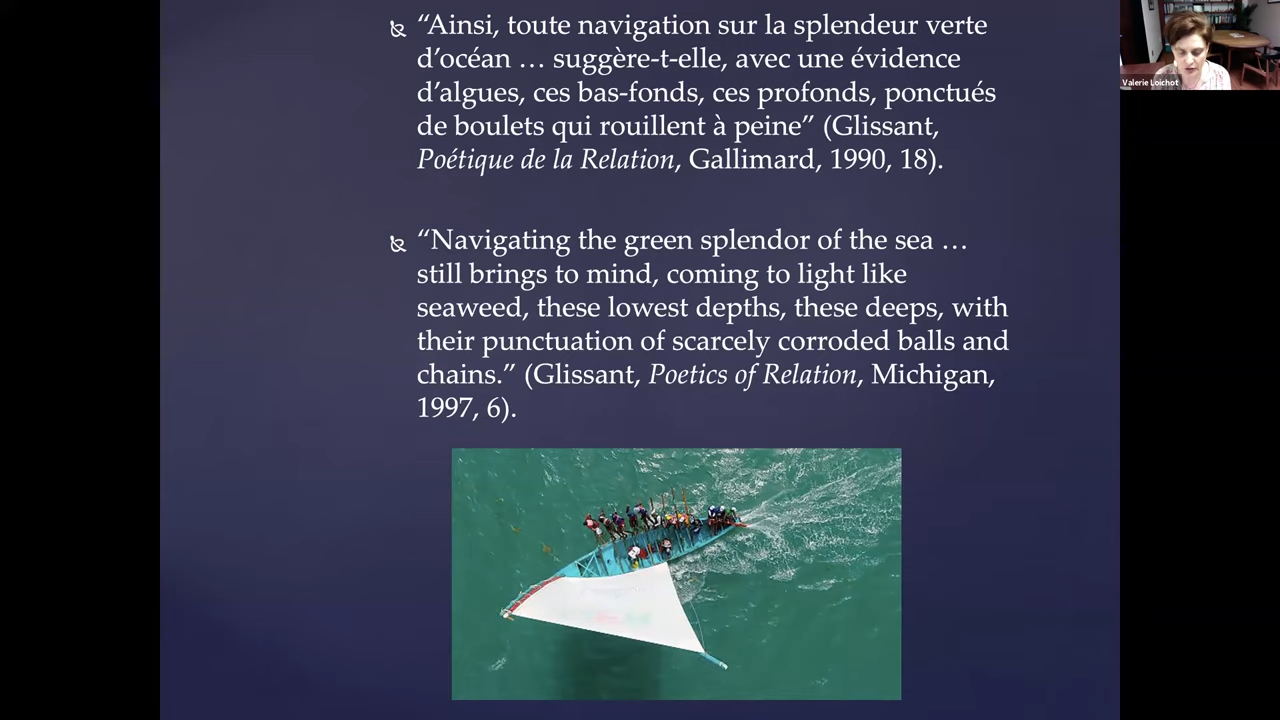 “Ainsi, toute navigation sur la splendeur verte
d’océan … suggère-t-elle, avec une évidence
d’algues, ces bas-fonds, ces profonds, ponctués
de boulets qui rouillent à peine” (Glissant,
Poétique de la Relation, Gallimard, 1990, 18).
“Navigating the green splendor of the sea …
still brings to mind, coming to light like
seaweed, these lowest depths, these deeps, with
their punctuation of scarcely corroded balls and
chains.” (Glissant, Poetics of Relation, Michigan,
1997, 6).
Valerie Loichot